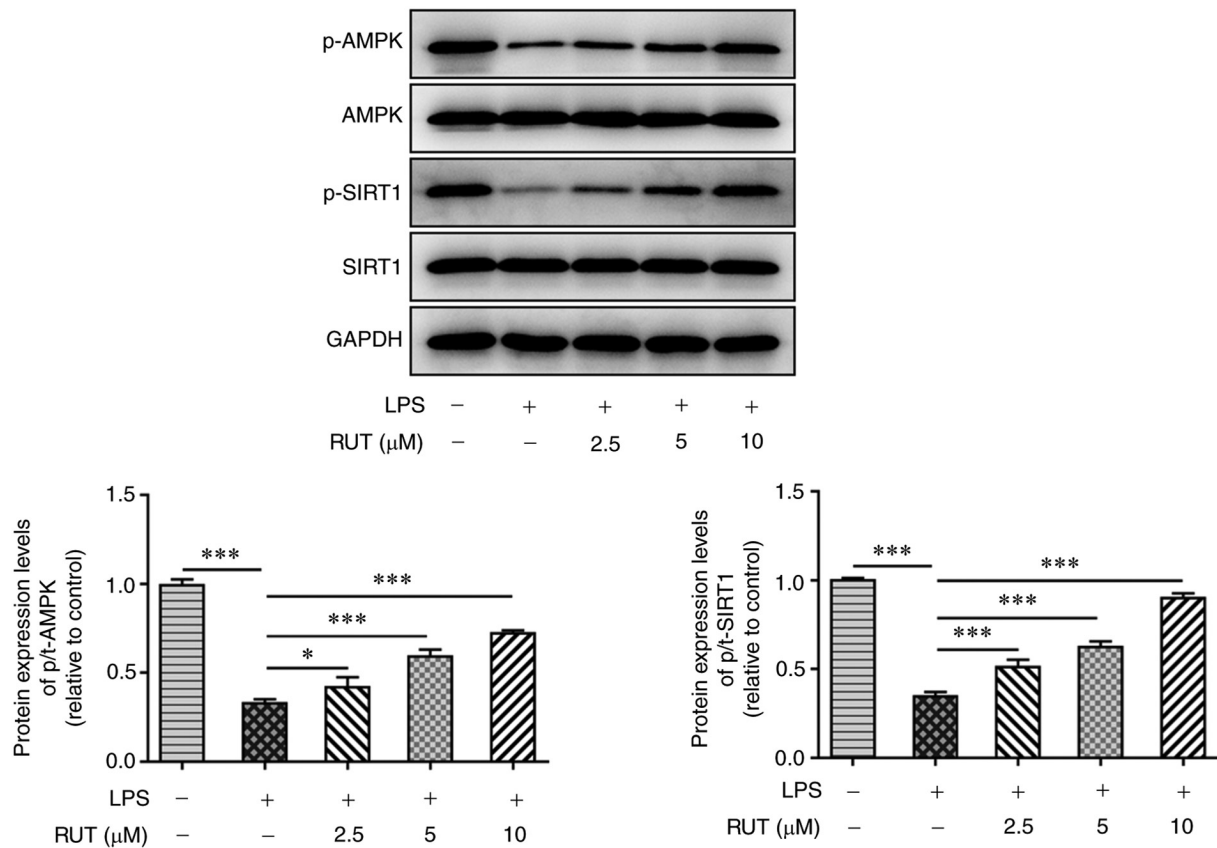 p-AMPK
AMPK
p-SIRT1
SIRT1
GAPDH
LPS – + + + +
RUT (μM) – – 2.5 5 10
Protein expression levels
of p/t-AMPK
(relative to control)
1.5
1.0
0.5
0.0
***
***
***
*
LPS – + + + +
RUT (μM) – – 2.5 5 10
Protein expression levels
of p/t-SIRT1
(relative to control)
1.5
1.0
0.5
0.0
***
***
***
***
LPS – + + + +
RUT (μM) – – 2.5 5 10